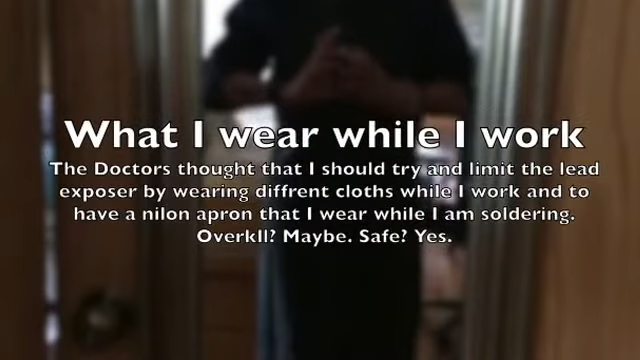 What I wear while I work
The Doctors thought that I should try and limit the lead
exposer by wearing diffrent cloths while I work and to
have a nilon apron that I wear while I am soldering.
Overkll? Maybe. Safe? Yes.